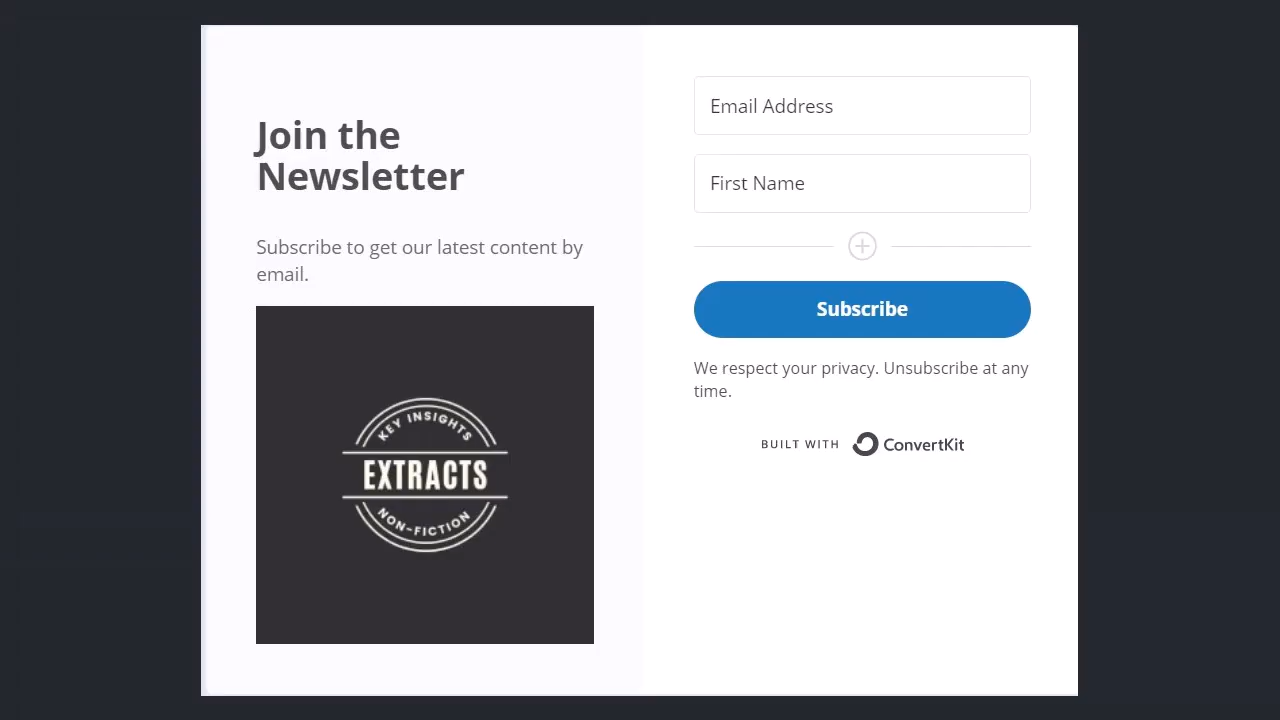 Join the
Newsletter
Subscribe to get our latest content by
email.
KEY INSIGHTS
EXTRACTS
NON-FICTION
Email Address
First Name
Subscribe
We respect your privacy. Unsubscribe at any
time.
BUILT WITH ConvertKit